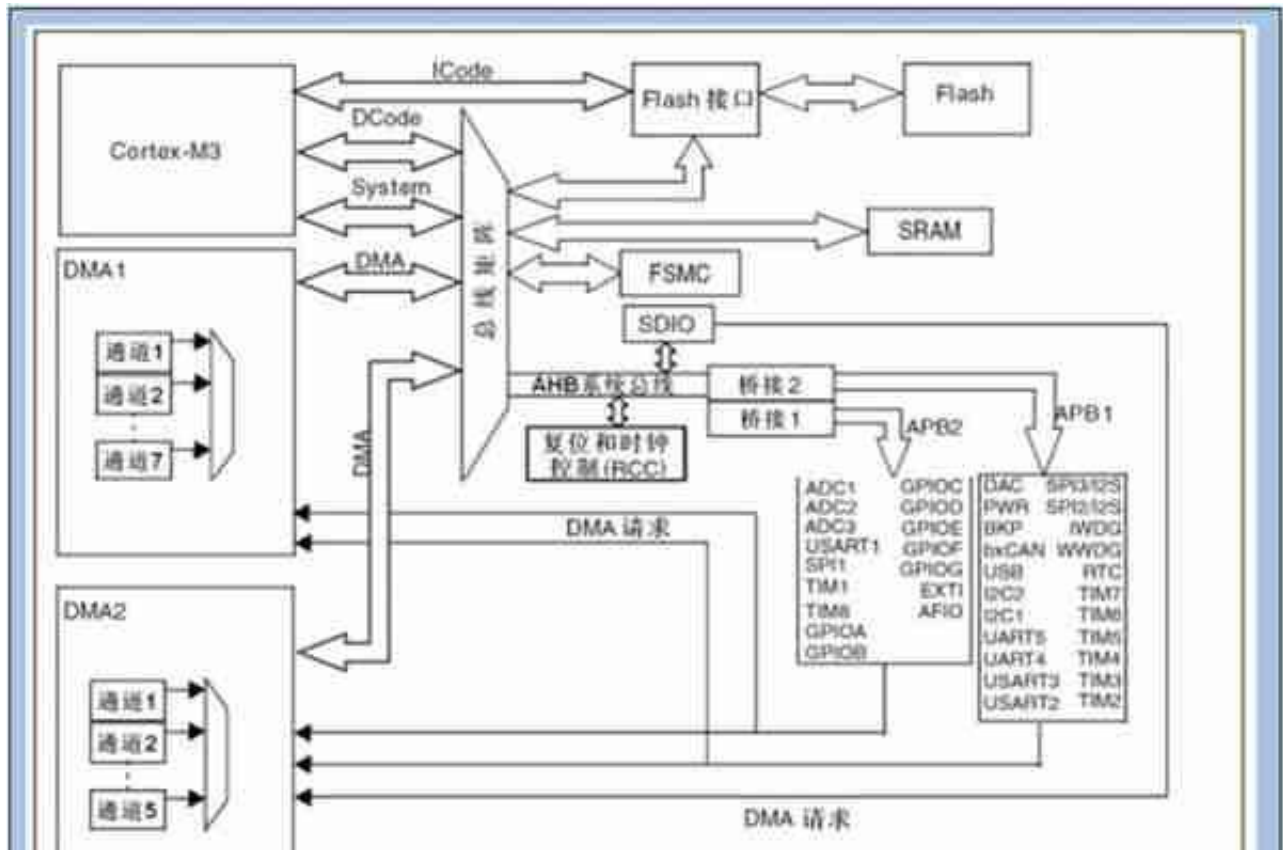 ICode
Flash 接口
Flash
DCode
Cortex-M3
System
SRAM
DMA1
DMA
FSMC
总线矩阵
SDIO
通道1
通道2
通道7
AHB系统总线
桥接2
桥接1
APB2
APB1
复位和时钟
控制(RCC)
DMA
DMA 请求
ADC1 GPIOC
ADC2 GPIOD
ADC3 GPIOE
USART1 GPIOF
SPI1 GPIOG
TIM1 EXTI
TIM8 AFIO
GPIOA
GPIOB
DAC SPI3/I2S
PWR SPI2/I2S
BKP IWDG
bxCAN WWDG
USB RTC
I2C2 TIM7
I2C1 TIM6
UART5 TIM5
UART4 TIM4
USART3 TIM3
USART2 TIM2
DMA2
通道1
通道2
通道5
DMA 请求